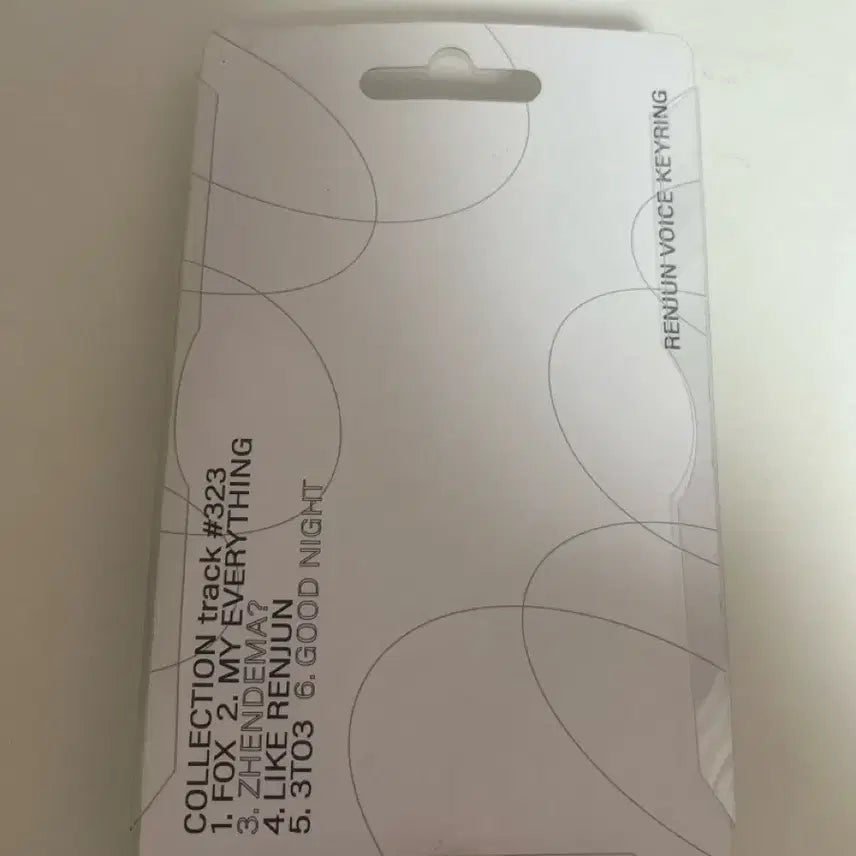 RENJUN VOICE KEYRING
COLLECTION track #323
1. FOX 2. MY EVERYTHING
3. ZHENDEMA?
4. LIKE RENJUN
5. 3TO3 6. GOOD NIGHT